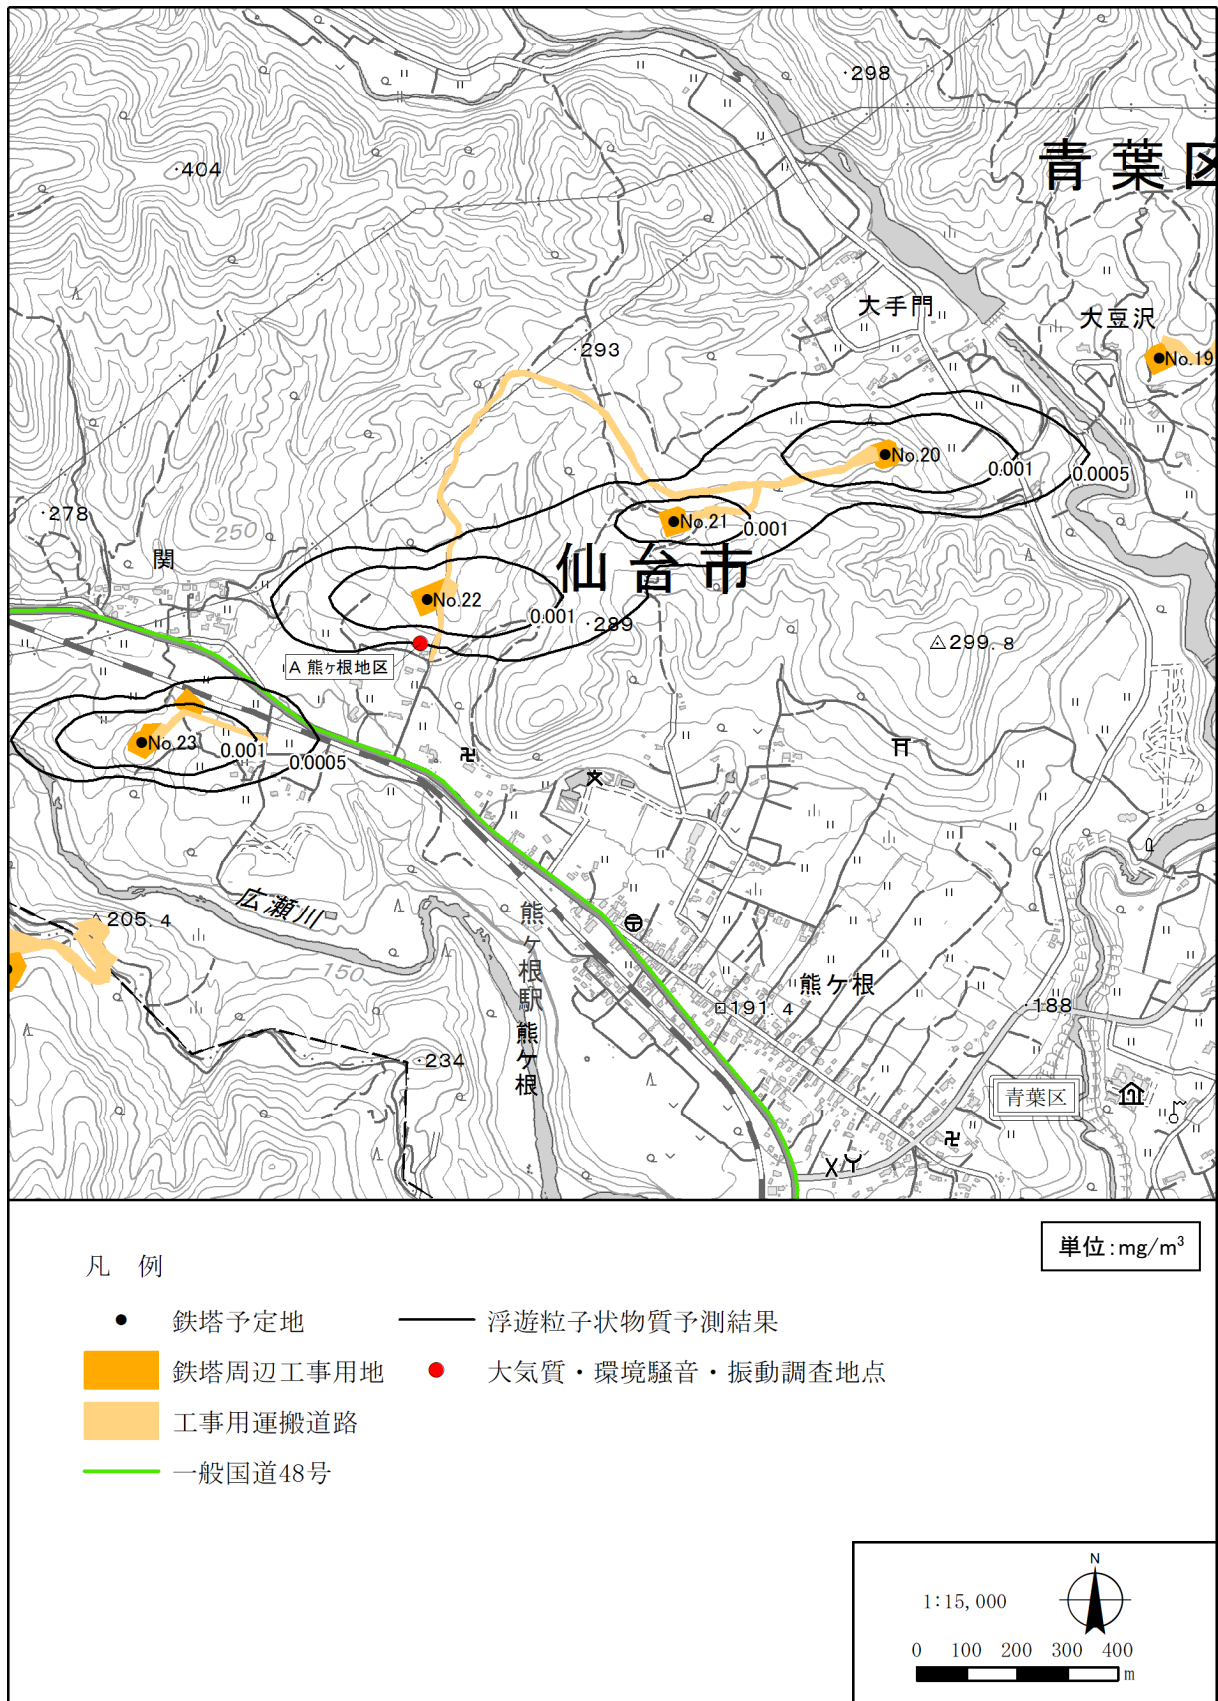 298
404
青葉区
大手門
大豆沢
293
No.19
No.20
0.001
0.0005
278
250
No.21
0.001
関
仙台市
No.22
0.001
289
299.8
A 熊ヶ根地区
No.23
0.001
0.0005
広瀬川
205.4
150
熊ヶ根駅
熊ケ根
熊ケ根
191.4
188
234
青葉区
単位:mg/m³
凡 例
鉄塔予定地
浮遊粒子状物質予測結果
鉄塔周辺工事用地
大気質・環境騒音・振動調査地点
工事用運搬道路
一般国道48号
N
1:15,000
0 100 200 300 400
m